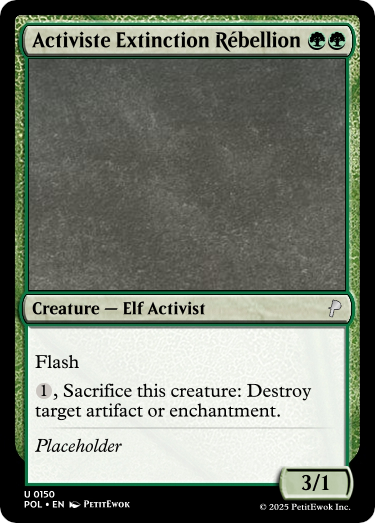 Activiste Extinction Rébellion
Creature — Elf Activist
Flash
1, Sacrifice this creature: Destroy
target artifact or enchantment.
Placeholder
3/1
U 0150
POL • EN PetitEwok
© 2025 PetitEwok Inc.